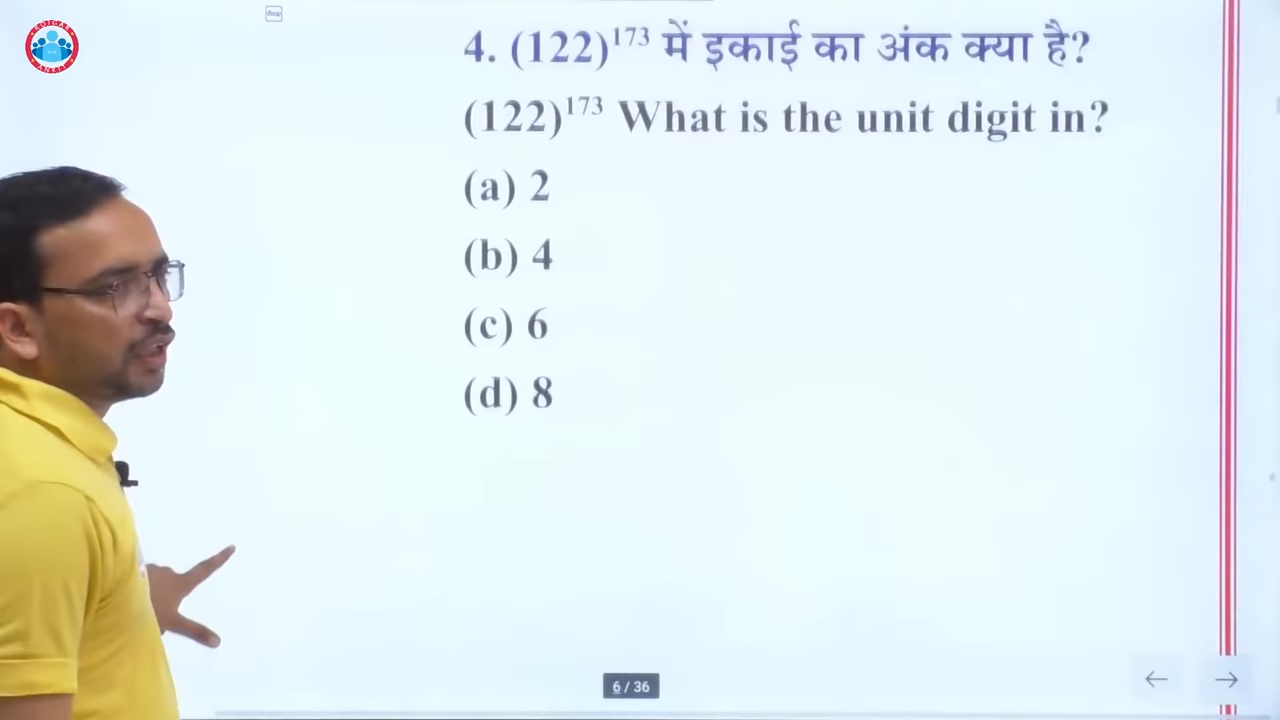 4. (122)¹⁷³ में इकाई का अंक क्या है?
(122)¹⁷³ What is the unit digit in?
(a) 2
(b) 4
(c) 6
(d) 8
6 / 36